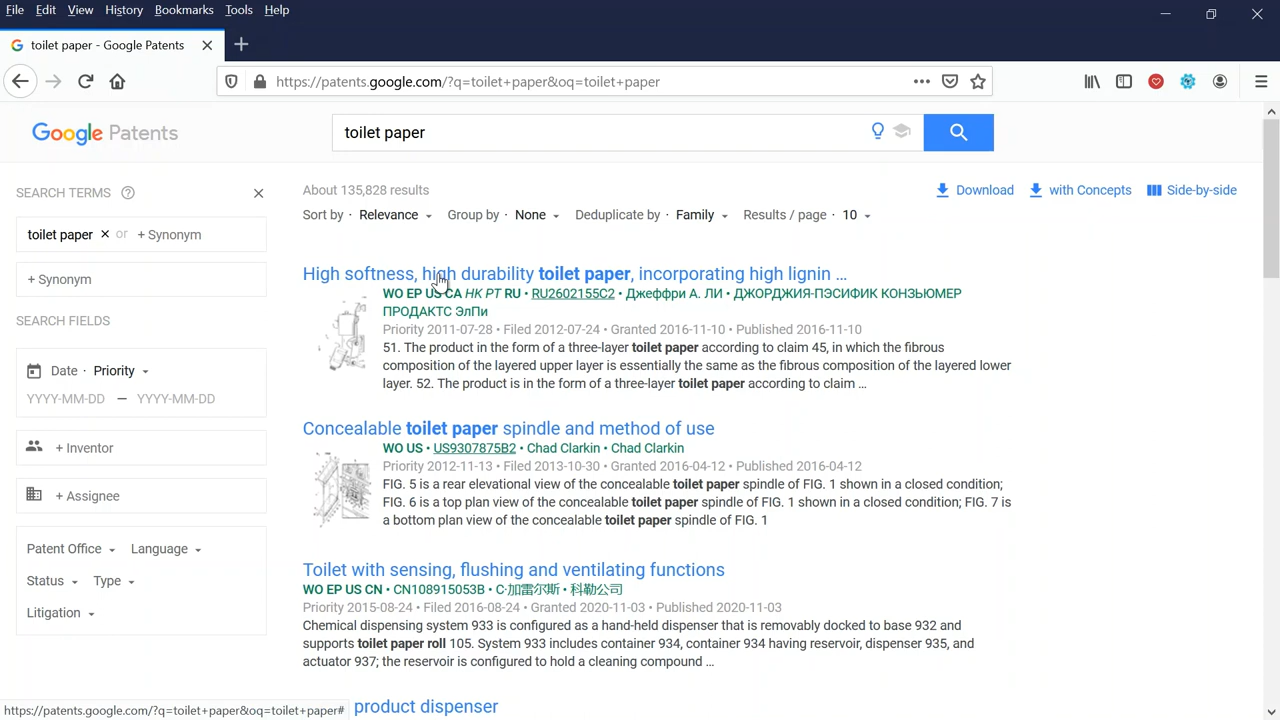 File Edit View History Bookmarks Tools Help
toilet paper - Google Patents
https://patents.google.com/?q=toilet+paper&oq=toilet+paper
Google Patents
toilet paper
SEARCH TERMS
toilet paper × or + Synonym
+ Synonym
SEARCH FIELDS
Date · Priority
YYYY-MM-DD — YYYY-MM-DD
+ Inventor
+ Assignee
Patent Office Language
Status Type
Litigation
About 135,828 results
Download with Concepts Side-by-side
Sort by · Relevance Group by · None Deduplicate by · Family Results / page · 10
High softness, high durability toilet paper, incorporating high lignin ...
WO EP US CA HK PT RU • RU2602155C2 • Джеффри А. ЛИ • ДЖОРДЖИЯ-ПЭСИФИК КОНЗЬЮМЕР
ПРОДАКТС ЭлПи
Priority 2011-07-28 • Filed 2012-07-24 • Granted 2016-11-10 • Published 2016-11-10
51. The product in the form of a three-layer toilet paper according to claim 45, in which the fibrous
composition of the layered upper layer is essentially the same as the fibrous composition of the layered lower
layer. 52. The product is in the form of a three-layer toilet paper according to claim ...
Concealable toilet paper spindle and method of use
WO US • US9307875B2 • Chad Clarkin • Chad Clarkin
Priority 2012-11-13 • Filed 2013-10-30 • Granted 2016-04-12 • Published 2016-04-12
FIG. 5 is a rear elevational view of the concealable toilet paper spindle of FIG. 1 shown in a closed condition;
FIG. 6 is a top plan view of the concealable toilet paper spindle of FIG. 1 shown in a closed condition; FIG. 7 is
a bottom plan view of the concealable toilet paper spindle of FIG. 1
Toilet with sensing, flushing and ventilating functions
WO EP US CN • CN108915053B • C·加雷尔斯 • 科勒公司
Priority 2015-08-24 • Filed 2016-08-24 • Granted 2020-11-03 • Published 2020-11-03
Chemical dispensing system 933 is configured as a hand-held dispenser that is removably docked to base 932 and
supports toilet paper roll 105. System 933 includes container 934, container 934 having reservoir, dispenser 935, and
actuator 937; the reservoir is configured to hold a cleaning compound ...
product dispenser
https://patents.google.com/?q=toilet+paper&oq=toilet+paper#